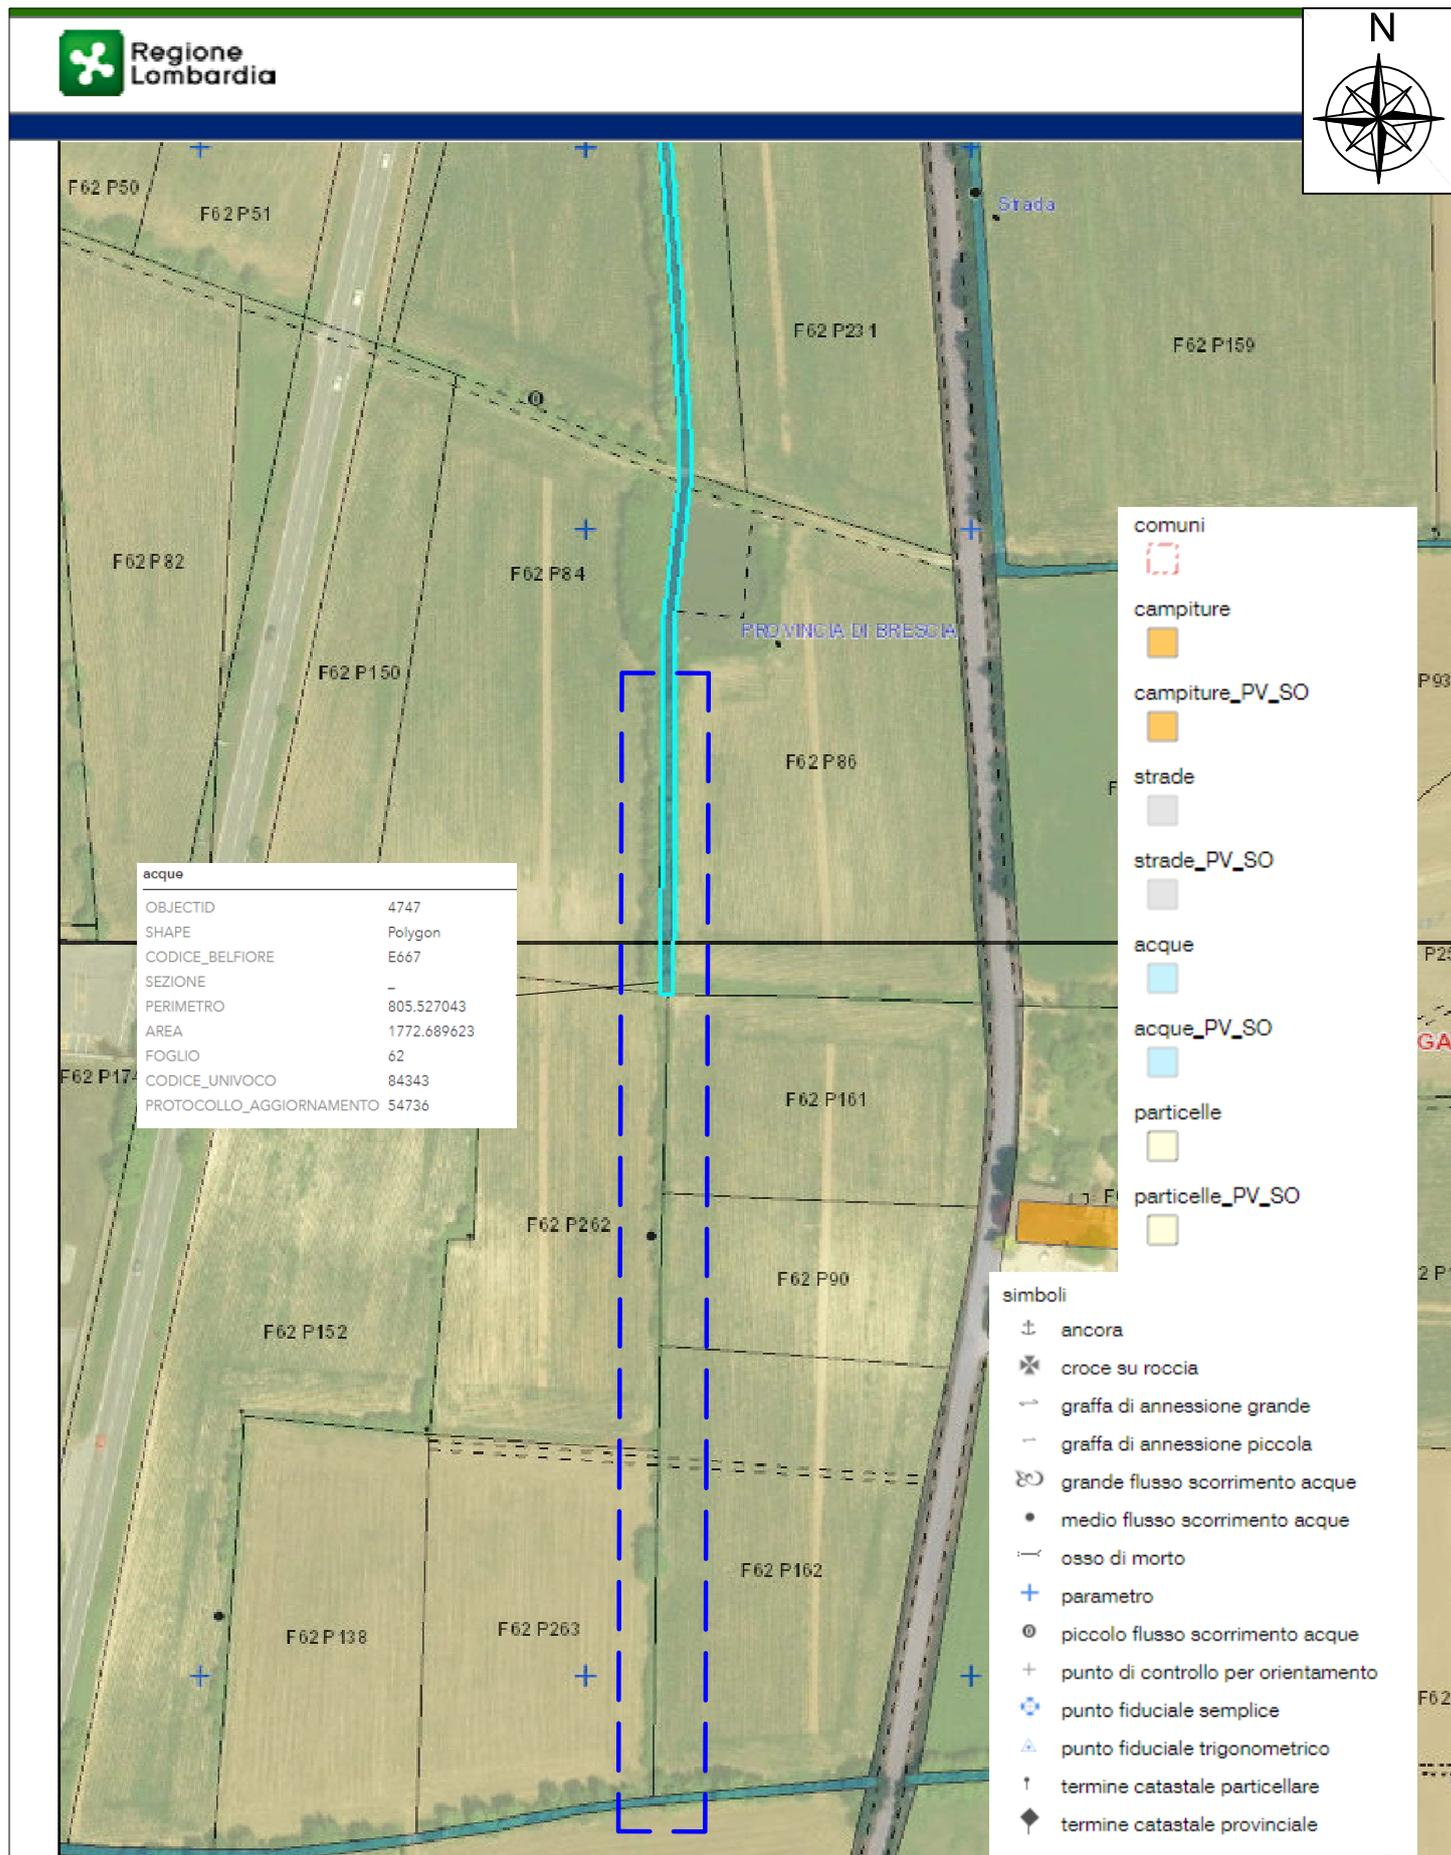 Regione
Lombardia
N
F62 P50
F62 P51
Strada
F62 P231
F62 P159
F62 P82
F62 P84
PROVINCIA DI BRESCIA
F62 P150
F62 P86
P93
acque
OBJECTID 4747
SHAPE Polygon
CODICE_BELFIORE E667
SEZIONE _
PERIMETRO 805.527043
AREA 1772.689623
FOGLIO 62
CODICE_UNIVOCO 84343
PROTOCOLLO_AGGIORNAMENTO 54736
P25
GA
F62 P174
F62 P161
F62 P262
F62 P90
F62 P152
F62 P162
F62 P138
F62 P263
F62
comuni
campiture
campiture_PV_SO
strade
strade_PV_SO
acque
acque_PV_SO
particelle
particelle_PV_SO
simboli
ancora
croce su roccia
graffa di annessione grande
graffa di annessione piccola
grande flusso scorrimento acque
medio flusso scorrimento acque
osso di morto
parametro
piccolo flusso scorrimento acque
punto di controllo per orientamento
punto fiduciale semplice
punto fiduciale trigonometrico
termine catastale particellare
termine catastale provinciale